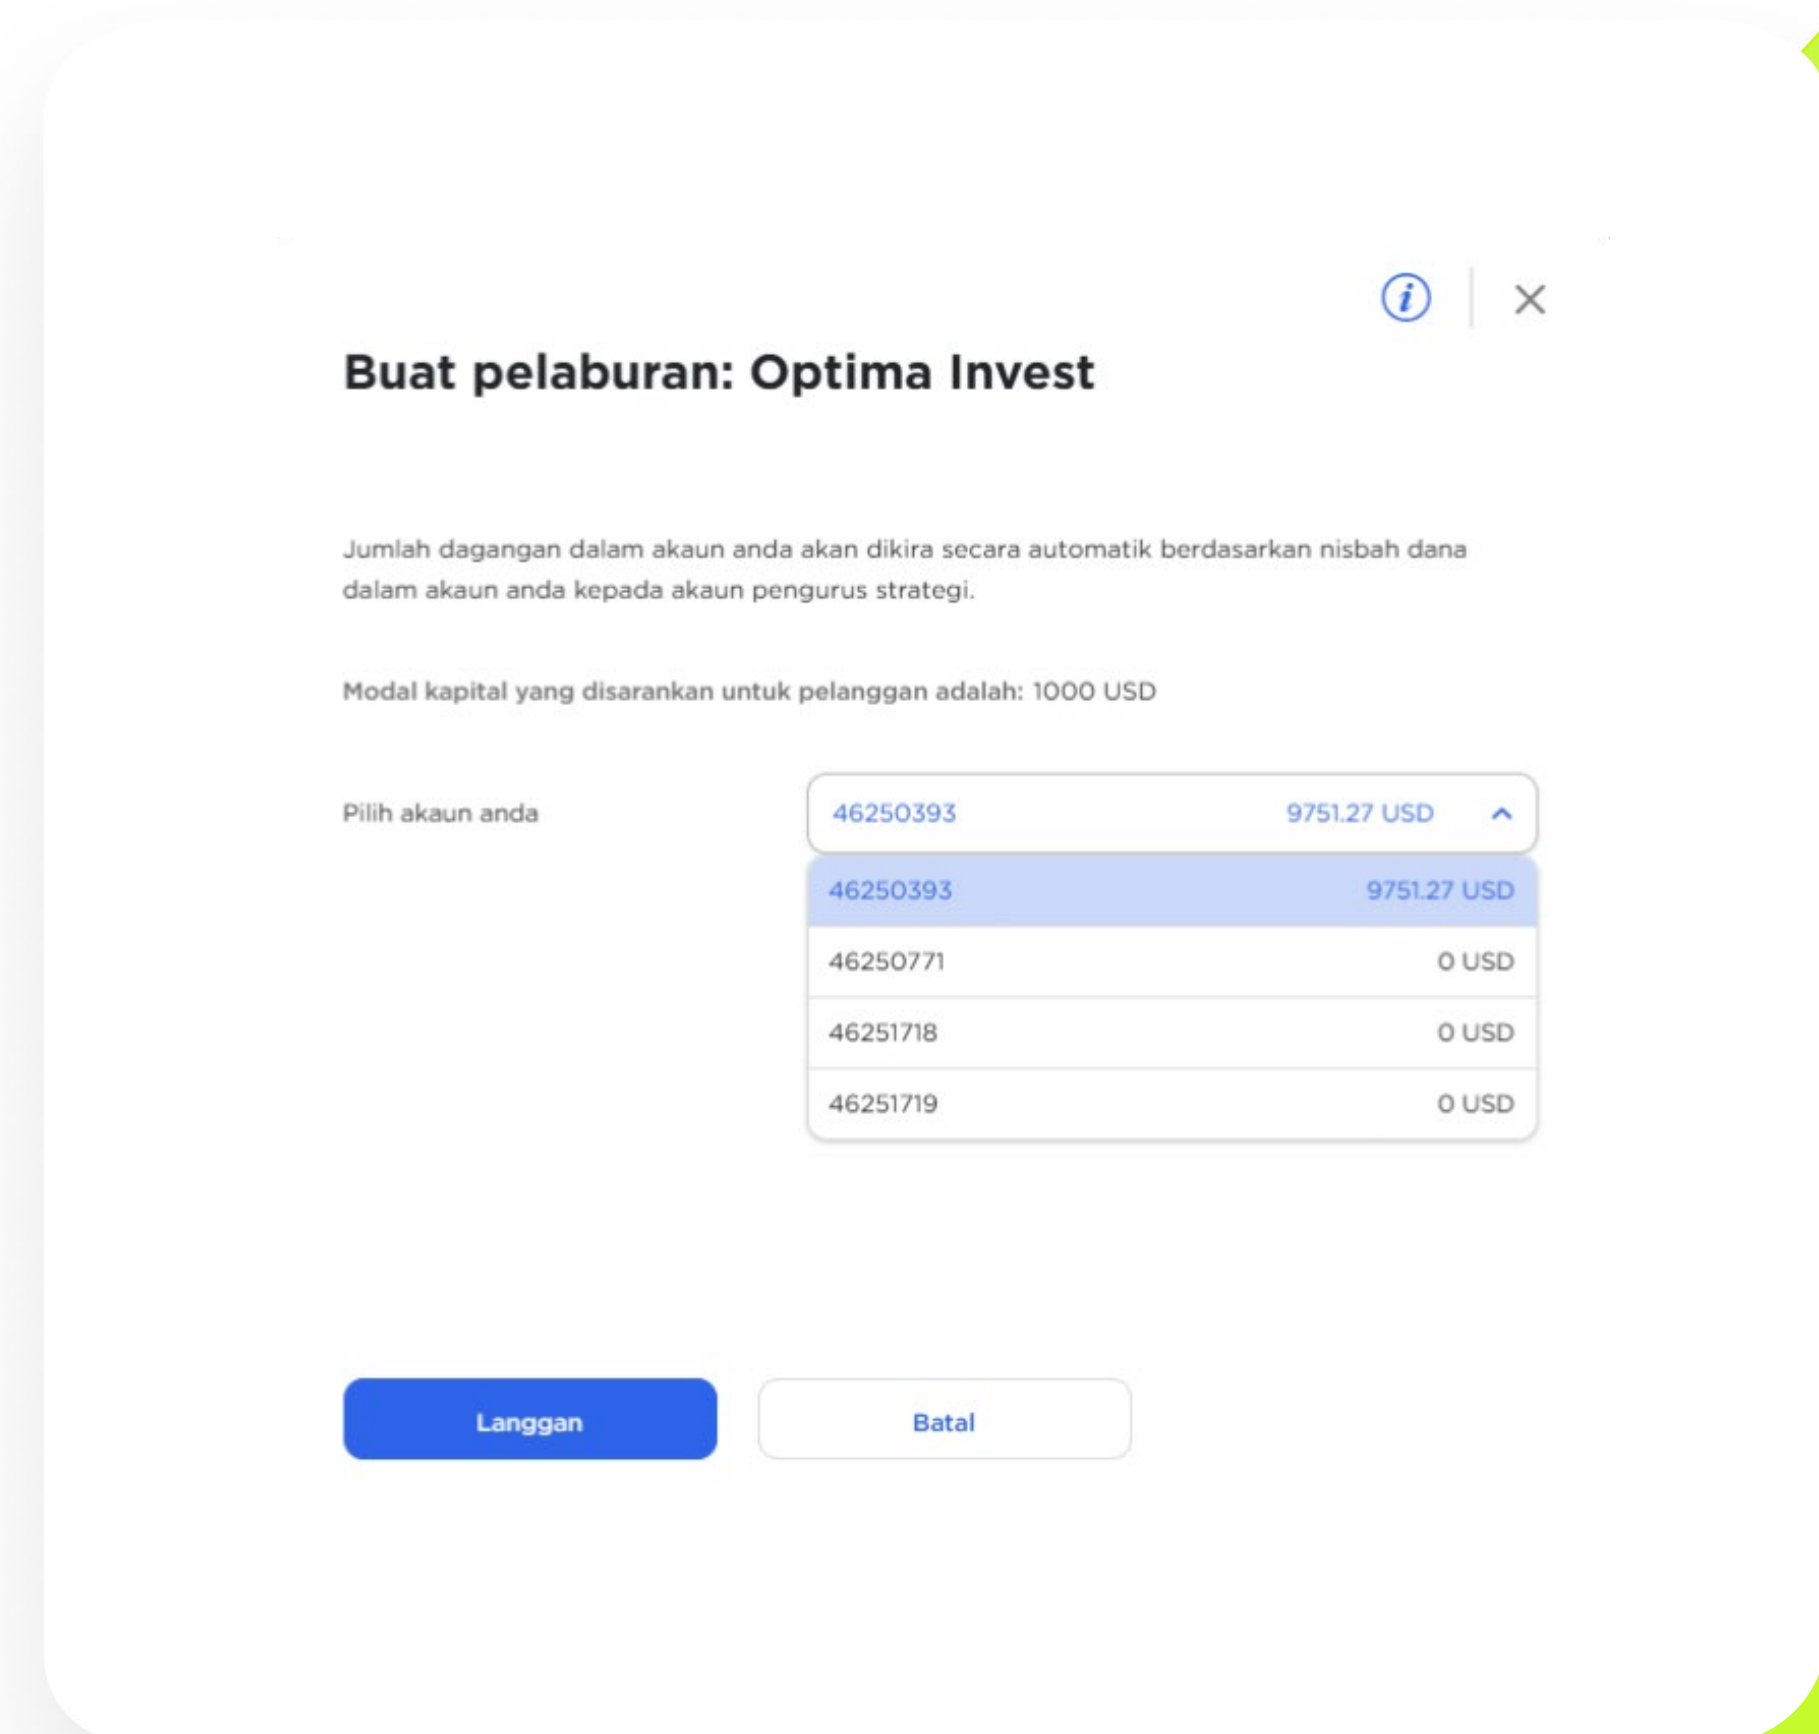 Buat pelaburan: Optima Invest
Jumlah dagangan dalam akaun anda akan dikira secara automatik berdasarkan nisbah dana
dalam akaun anda kepada akaun pengurus strategi.
Modal kapital yang disarankan untuk pelanggan adalah: 1000 USD
Pilih akaun anda 46250393 9751.27 USD
46250393 9751.27 USD
46250771 0 USD
46251718 0 USD
46251719 0 USD
Langgan Batal